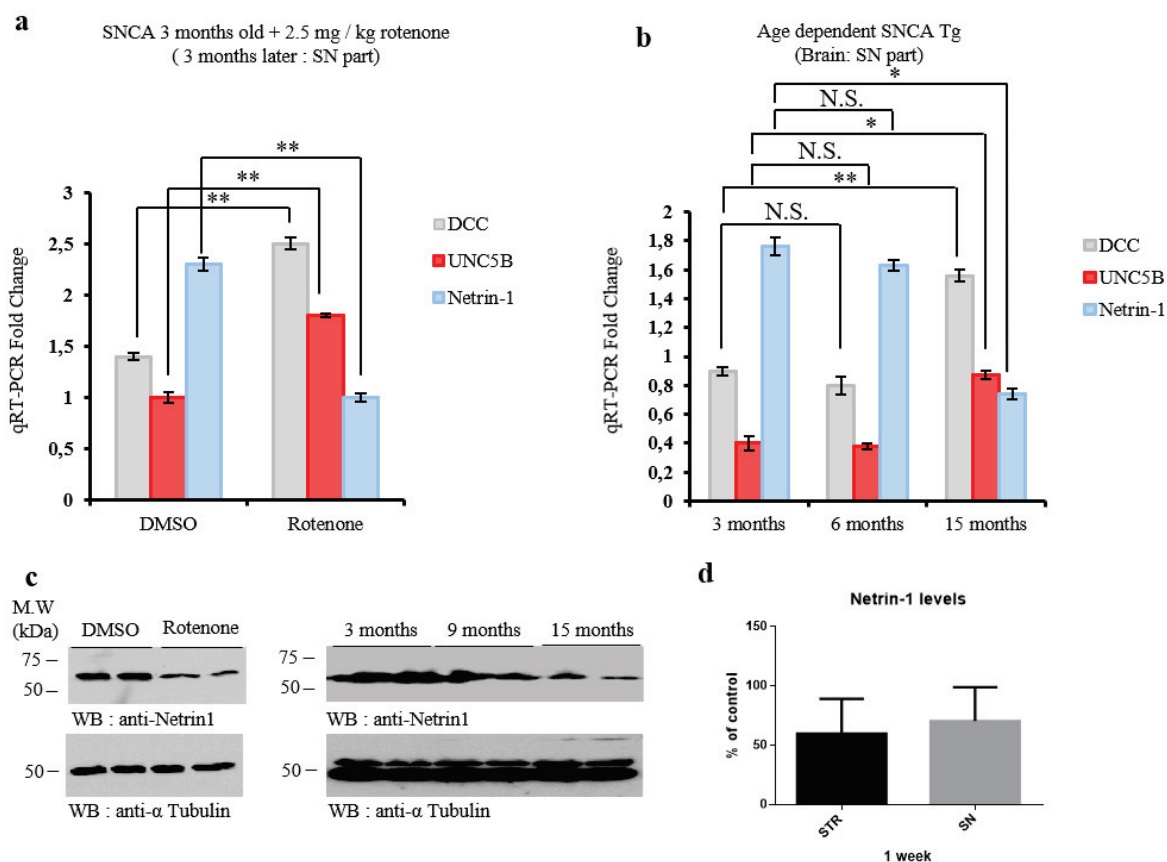 a
SNCA 3 months old + 2.5 mg / kg rotenone
( 3 months later : SN part)
**
**
**
qRT-PCR Fold Change
3
2,5
2
1,5
1
0,5
0
DMSO
Rotenone
DCC
UNC5B
Netrin-1
b
Age dependent SNCA Tg
(Brain: SN part)
*
N.S.
*
N.S.
**
N.S.
qRT-PCR Fold Change
2
1,8
1,6
1,4
1,2
1
0,8
0,6
0,4
0,2
0
3 months
6 months
15 months
DCC
UNC5B
Netrin-1
c
M.W
(kDa)
DMSO
Rotenone
75
50
WB : anti-Netrin1
50
WB : anti-α Tubulin
3 months
9 months
15 months
75
50
WB : anti-Netrin1
50
WB : anti-α Tubulin
d
Netrin-1 levels
% of control
150
100
50
0
STR
SN
1 week